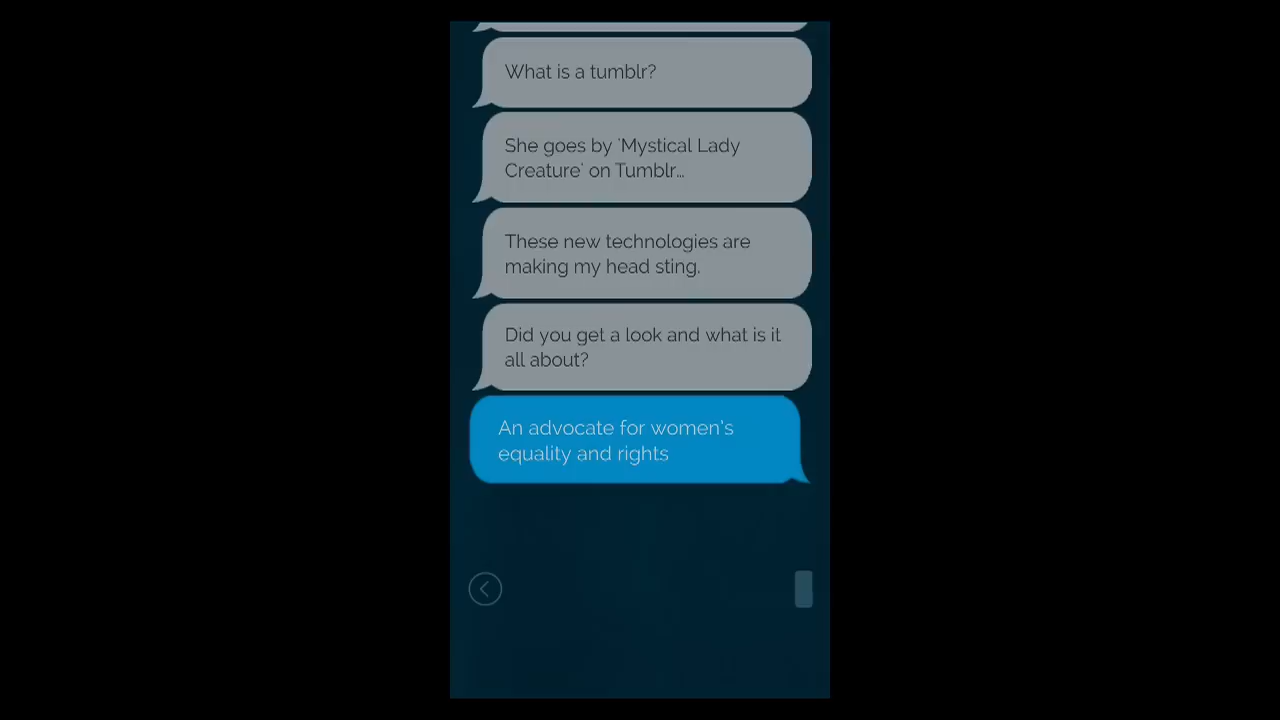 What is a tumblr?
She goes by `Mystical Lady
Creature` on Tumblr...
These new technologies are
making my head sting.
Did you get a look and what is it
all about?
An advocate for women's
equality and rights